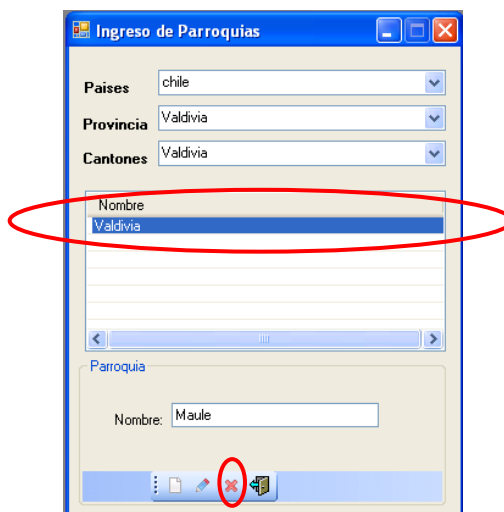 Ingreso de Parroquias
Paises chile
Provincia Valdivia
Cantones Valdivia
Nombre
Valdivia
Parroquia
Nombre: Maule